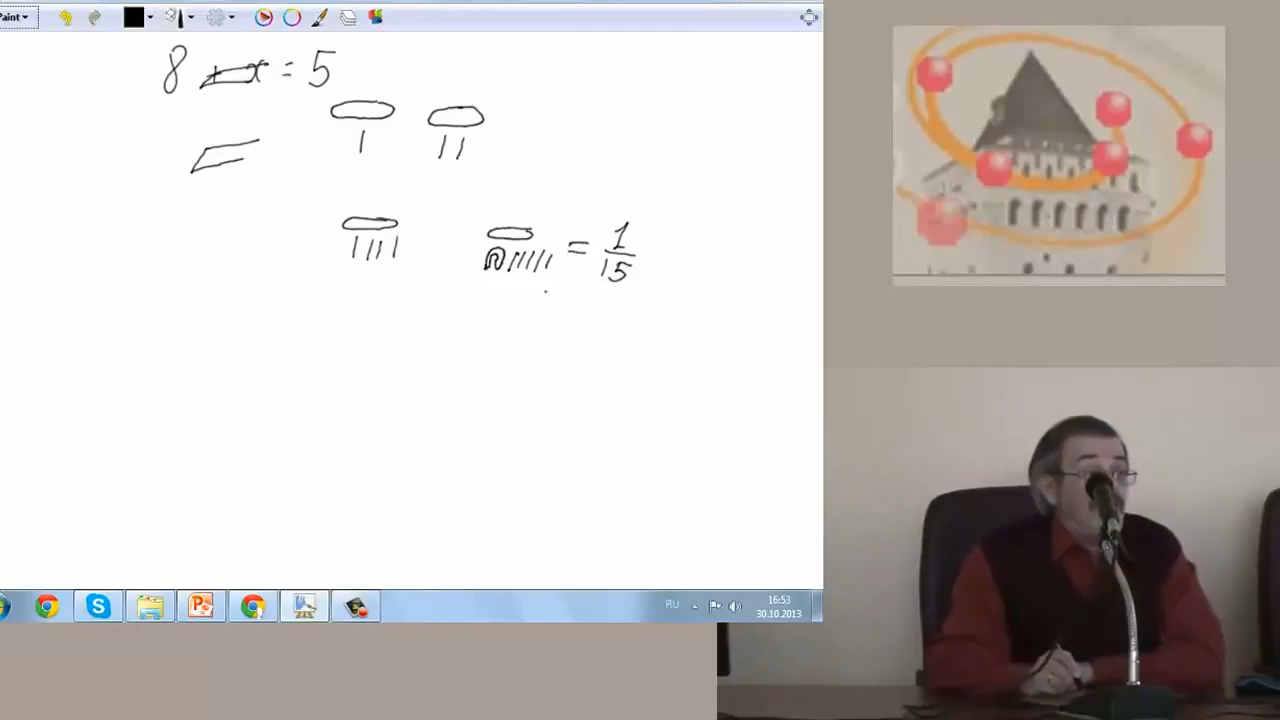 Paint
8 = 5
= 1/15
RU
16:53
30.10.2013